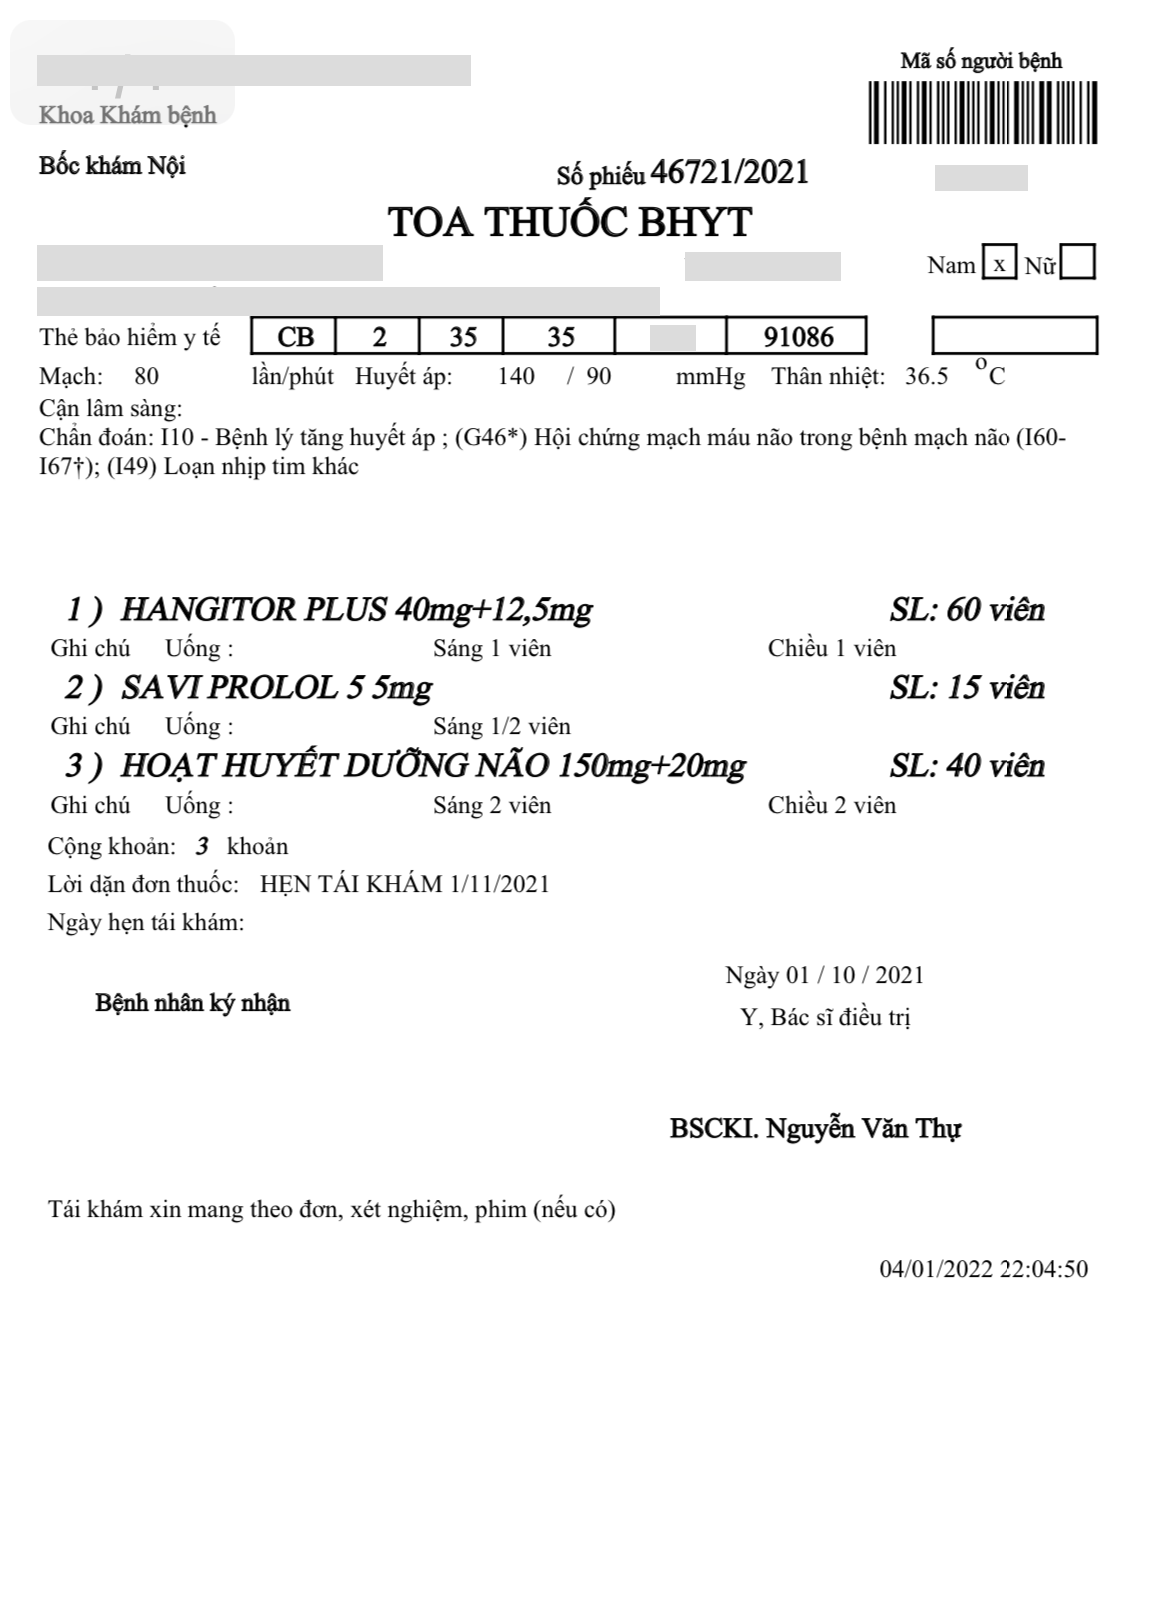 Mã số người bệnh
Khoa Khám bệnh
Bốc khám Nội
Số phiếu 46721/2021
TOA THUỐC BHYT
Nam x Nữ
Thẻ bảo hiểm y tế CB 2 35 35 91086
Mạch: 80 lần/phút Huyết áp: 140 / 90 mmHg Thân nhiệt: 36.5 °C
Cận lâm sàng:
Chẩn đoán: I10 - Bệnh lý tăng huyết áp ; (G46*) Hội chứng mạch máu não trong bệnh mạch não (I60-
I67†); (I49) Loạn nhịp tim khác
1 ) HANGITOR PLUS 40mg+12,5mg SL: 60 viên
Ghi chú Uống : Sáng 1 viên Chiều 1 viên
2 ) SAVI PROLOL 5 5mg SL: 15 viên
Ghi chú Uống : Sáng 1/2 viên
3 ) HOẠT HUYẾT DƯỠNG NÃO 150mg+20mg SL: 40 viên
Ghi chú Uống : Sáng 2 viên Chiều 2 viên
Cộng khoản: 3 khoản
Lời dặn đơn thuốc: HẸN TÁI KHÁM 1/11/2021
Ngày hẹn tái khám:
Ngày 01 / 10 / 2021
Bệnh nhân ký nhận
Y, Bác sĩ điều trị
BSCKI. Nguyễn Văn Thự
Tái khám xin mang theo đơn, xét nghiệm, phim (nếu có)
04/01/2022 22:04:50